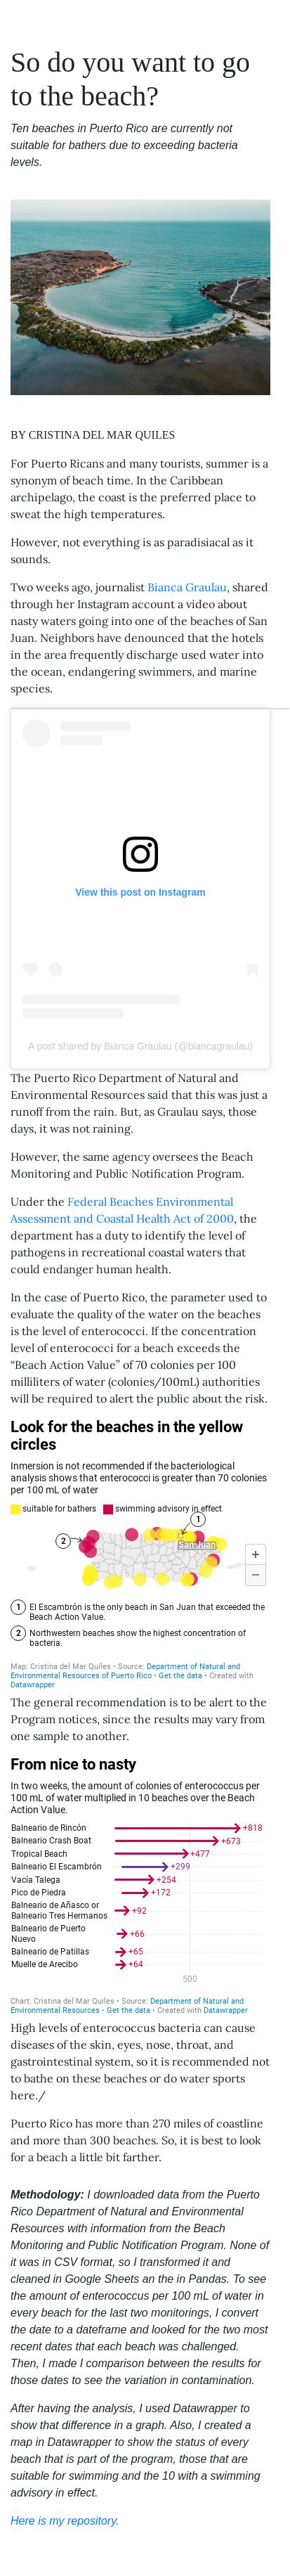 So do you want to go
to the beach?
Ten beaches in Puerto Rico are currently not
suitable for bathers due to exceeding bacteria
levels.
BY CRISTINA DEL MAR QUILES
For Puerto Ricans and many tourists, summer is a
synonym of beach time. In the Caribbean
archipelago, the coast is the preferred place to
sweat the high temperatures.
However, not everything is as paradisiacal as it
sounds.
Two weeks ago, journalist Bianca Graulau, shared
through her Instagram account a video about
nasty waters going into one of the beaches of San
Juan. Neighbors have denounced that the hotels
in the area frequently discharge used water into
the ocean, endangering swimmers, and marine
species.
View this post on Instagram
A post shared by Bianca Graulau (@biancagraulau)
The Puerto Rico Department of Natural and
Environmental Resources said that this was just a
runoff from the rain. But, as Graulau says, those
days, it was not raining.
However, the same agency oversees the Beach
Monitoring and Public Notification Program.
Under the Federal Beaches Environmental
Assessment and Coastal Health Act of 2000, the
department has a duty to identify the level of
pathogens in recreational coastal waters that
could endanger human health.
In the case of Puerto Rico, the parameter used to
evaluate the quality of the water on the beaches
is the level of enterococci. If the concentration
level of enterococci for a beach exceeds the
“Beach Action Value” of 70 colonies per 100
milliliters of water (colonies/100mL) authorities
will be required to alert the public about the risk.
Look for the beaches in the yellow
circles
Inmersion is not recommended if the bacteriological
analysis shows that enterococci is greater than 70 colonies
per 100 mL of water
suitable for bathers swimming advisory in effect
1
2
San Juan
+
−
1 El Escambrón is the only beach in San Juan that exceeded the
Beach Action Value.
2 Northwestern beaches show the highest concentration of
bacteria.
Map: Cristina del Mar Quiles • Source: Department of Natural and
Environmental Resources of Puerto Rico • Get the data • Created with
Datawrapper
The general recommendation is to be alert to the
Program notices, since the results may vary from
one sample to another.
From nice to nasty
In two weeks, the amount of colonies of enterococcus per
100 mL of water multiplied in 10 beaches over the Beach
Action Value.
Balneario de Rincón +818
Balneario Crash Boat +673
Tropical Beach +477
Balneario El Escambrón +299
Vacía Talega +254
Pico de Piedra +172
Balneario de Añasco or
Balneario Tres Hermanos +92
Balneario de Puerto
Nuevo +66
Balneario de Patillas +65
Muelle de Arecibo +64
500
Chart: Cristina del Mar Quiles • Source: Department of Natural and
Environmental Resources • Get the data • Created with Datawrapper
High levels of enterococcus bacteria can cause
diseases of the skin, eyes, nose, throat, and
gastrointestinal system, so it is recommended not
to bathe on these beaches or do water sports
here./
Puerto Rico has more than 270 miles of coastline
and more than 300 beaches. So, it is best to look
for a beach a little bit farther.
Methodology: I downloaded data from the Puerto
Rico Department of Natural and Environmental
Resources with information from the Beach
Monitoring and Public Notification Program. None of
it was in CSV format, so I transformed it and
cleaned in Google Sheets an the in Pandas. To see
the amount of enterococcus per 100 mL of water in
every beach for the last two monitorings, I convert
the date to a dateframe and looked for the two most
recent dates that each beach was challenged.
Then, I made I comparison between the results for
those dates to see the variation in contamination.
After having the analysis, I used Datawrapper to
show that difference in a graph. Also, I created a
map in Datawrapper to show the status of every
beach that is part of the program, those that are
suitable for swimming and the 10 with a swimming
advisory in effect.
Here is my repository.